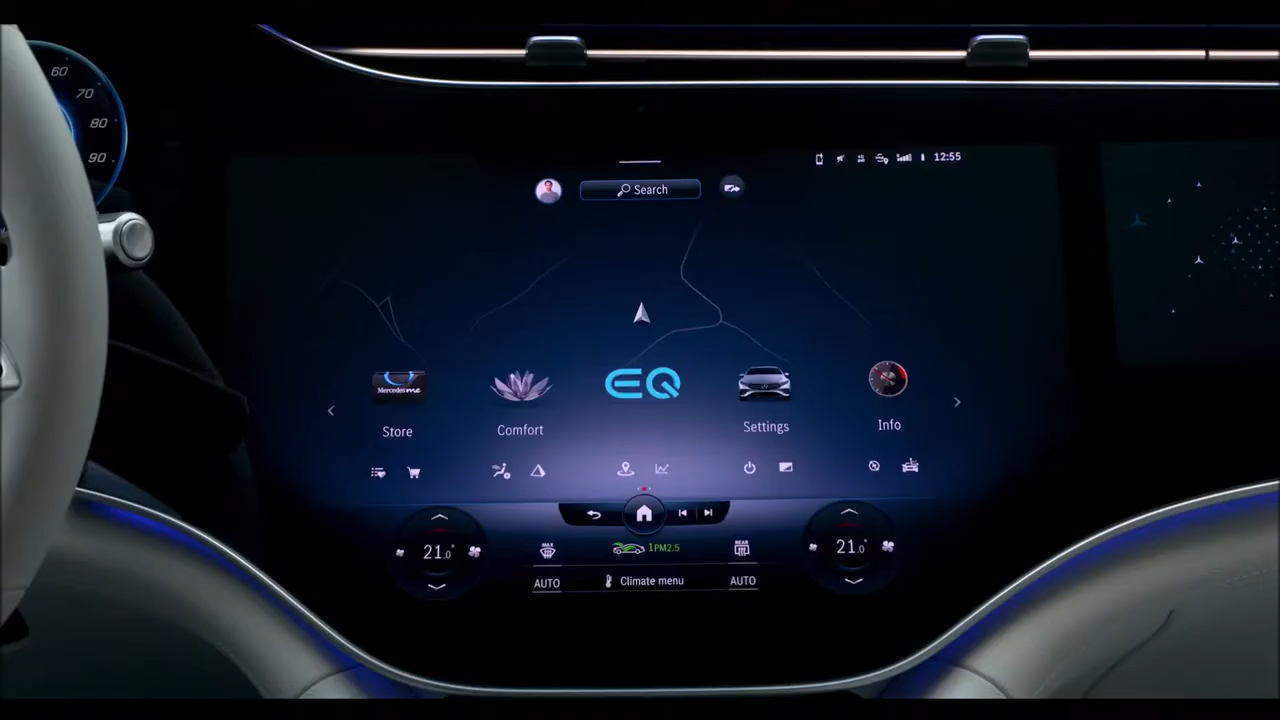 60
70
80
90
12:55
Search
Mercedes me
EQ
Store
Comfort
Settings
Info
21.0°
MAX
1PM2.5
REAR
21.0°
AUTO
Climate menu
AUTO